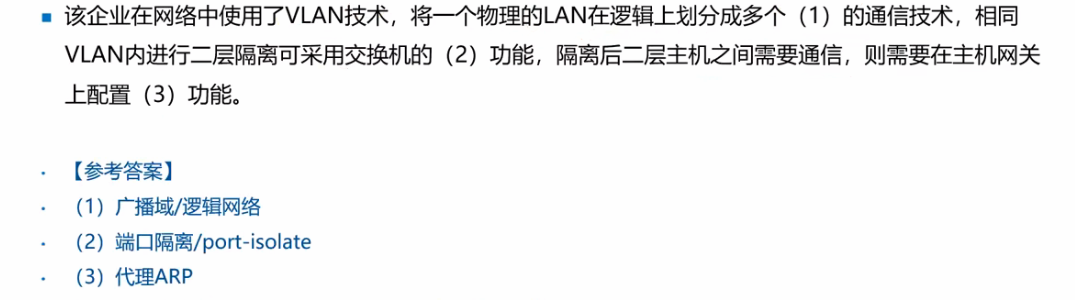 ▪ 该企业在网络中使用了VLAN技术，将一个物理的LAN在逻辑上划分成多个（1）的通信技术，相同
VLAN内进行二层隔离可采用交换机的（2）功能，隔离后二层主机之间需要通信，则需要在主机网关
上配置（3）功能。
• 【参考答案】
• （1）广播域/逻辑网络
• （2）端口隔离/port-isolate
• （3）代理ARP